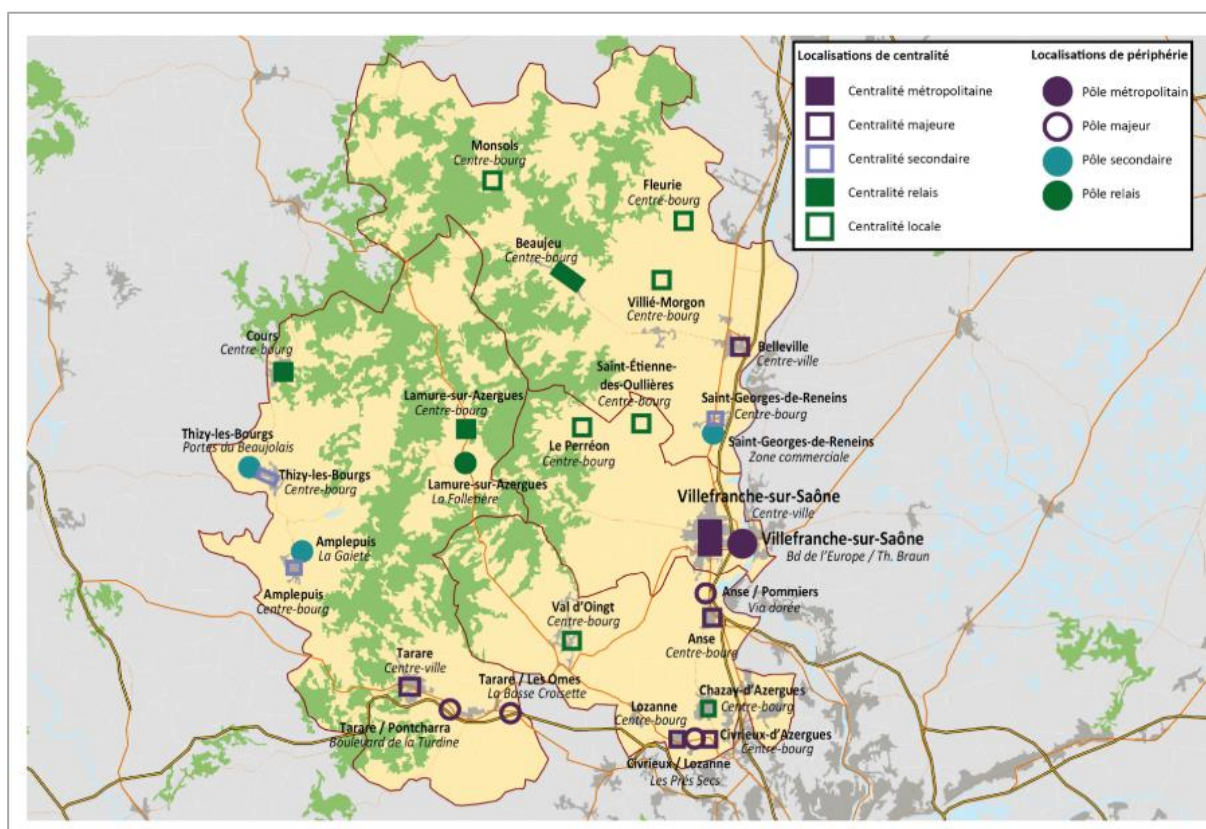 Localisations de centralité
Centralité métropolitaine
Centralité majeure
Centralité secondaire
Centralité relais
Centralité locale
Localisations de périphérie
Pôle métropolitain
Pôle majeur
Pôle secondaire
Pôle relais
Monsols
Centre-bourg
Fleurie
Centre-bourg
Beaujeu
Centre-bourg
Villié-Morgon
Centre-bourg
Cours
Centre-bourg
Belleville
Centre-ville
Saint-Étienne-
des-Oullières
Centre-bourg
Lamure-sur-Azergues
Centre-bourg
Saint-Georges-de-Reneins
Centre-bourg
Thizy-les-Bourgs
Portes du Beaujolais
Le Perréon
Centre-bourg
Saint-Georges-de-Reneins
Zone commerciale
Thizy-les-Bourgs
Centre-bourg
Lamure-sur-Azergues
La Folletière
Villefranche-sur-Saône
Centre-ville
Villefranche-sur-Saône
Bd de l'Europe / Th. Braun
Amplepuis
La Gaieté
Amplepuis
Centre-bourg
Anse / Pommiers
Via dorée
Val d'Oingt
Centre-bourg
Anse
Centre-bourg
Tarare
Centre-ville
Tarare / Les Omes
La Basse Croisette
Chazay-d'Azergues
Centre-bourg
Lozanne
Centre-bourg
Tarare / Pontcharra
Boulevard de la Turdine
Civrieux-d'Azergues
Centre-bourg
Civrieux / Lozanne
Les Prés Secs